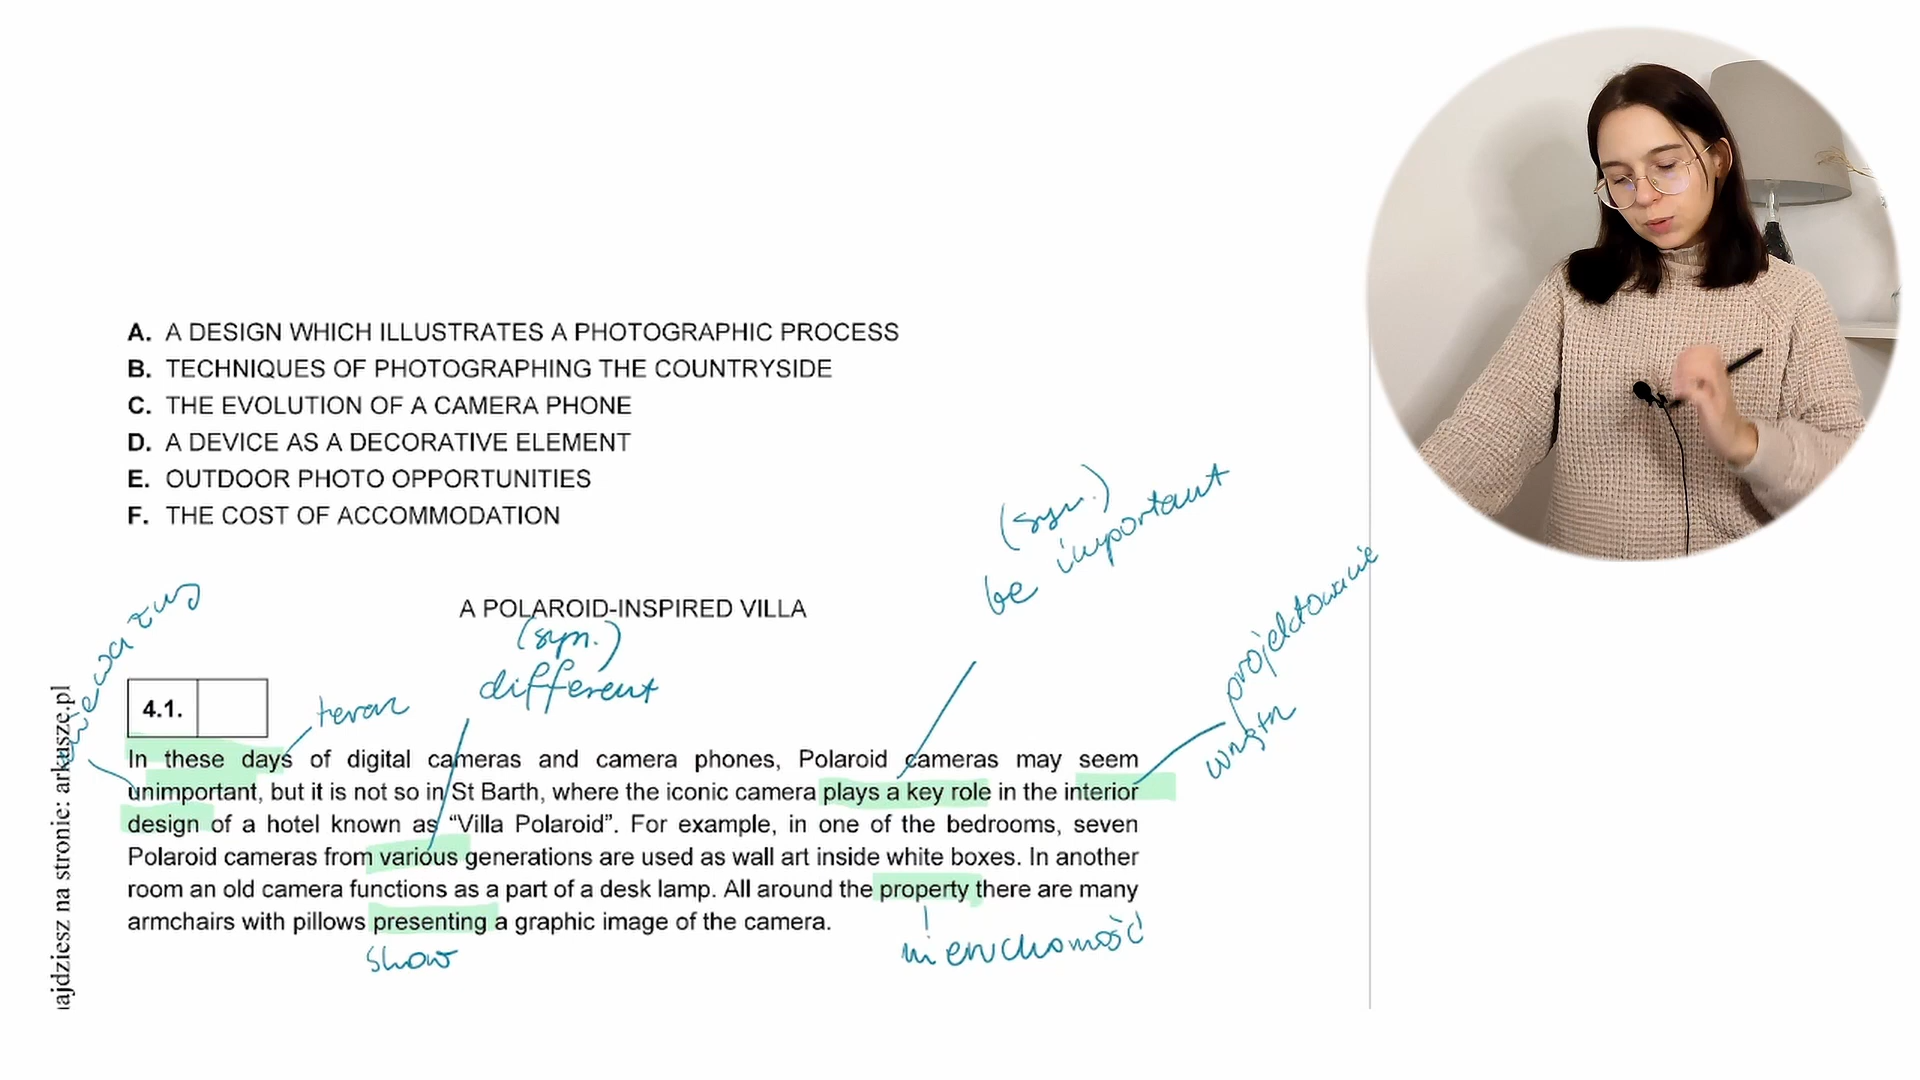 A. A DESIGN WHICH ILLUSTRATES A PHOTOGRAPHIC PROCESS
B. TECHNIQUES OF PHOTOGRAPHING THE COUNTRYSIDE
C. THE EVOLUTION OF A CAMERA PHONE
D. A DEVICE AS A DECORATIVE ELEMENT
E. OUTDOOR PHOTO OPPORTUNITIES
F. THE COST OF ACCOMMODATION
(syn.)
be important
A POLAROID-INSPIRED VILLA
(syn.)
different
projektowanie
wnętrz
nieważny
4.1.
teraz
In these days of digital cameras and camera phones, Polaroid cameras may seem
unimportant, but it is not so in St Barth, where the iconic camera plays a key role in the interior
design of a hotel known as “Villa Polaroid”. For example, in one of the bedrooms, seven
Polaroid cameras from various generations are used as wall art inside white boxes. In another
room an old camera functions as a part of a desk lamp. All around the property there are many
armchairs with pillows presenting a graphic image of the camera.
show
nieruchomość
ajdziesz na stronie: arkusze.pl